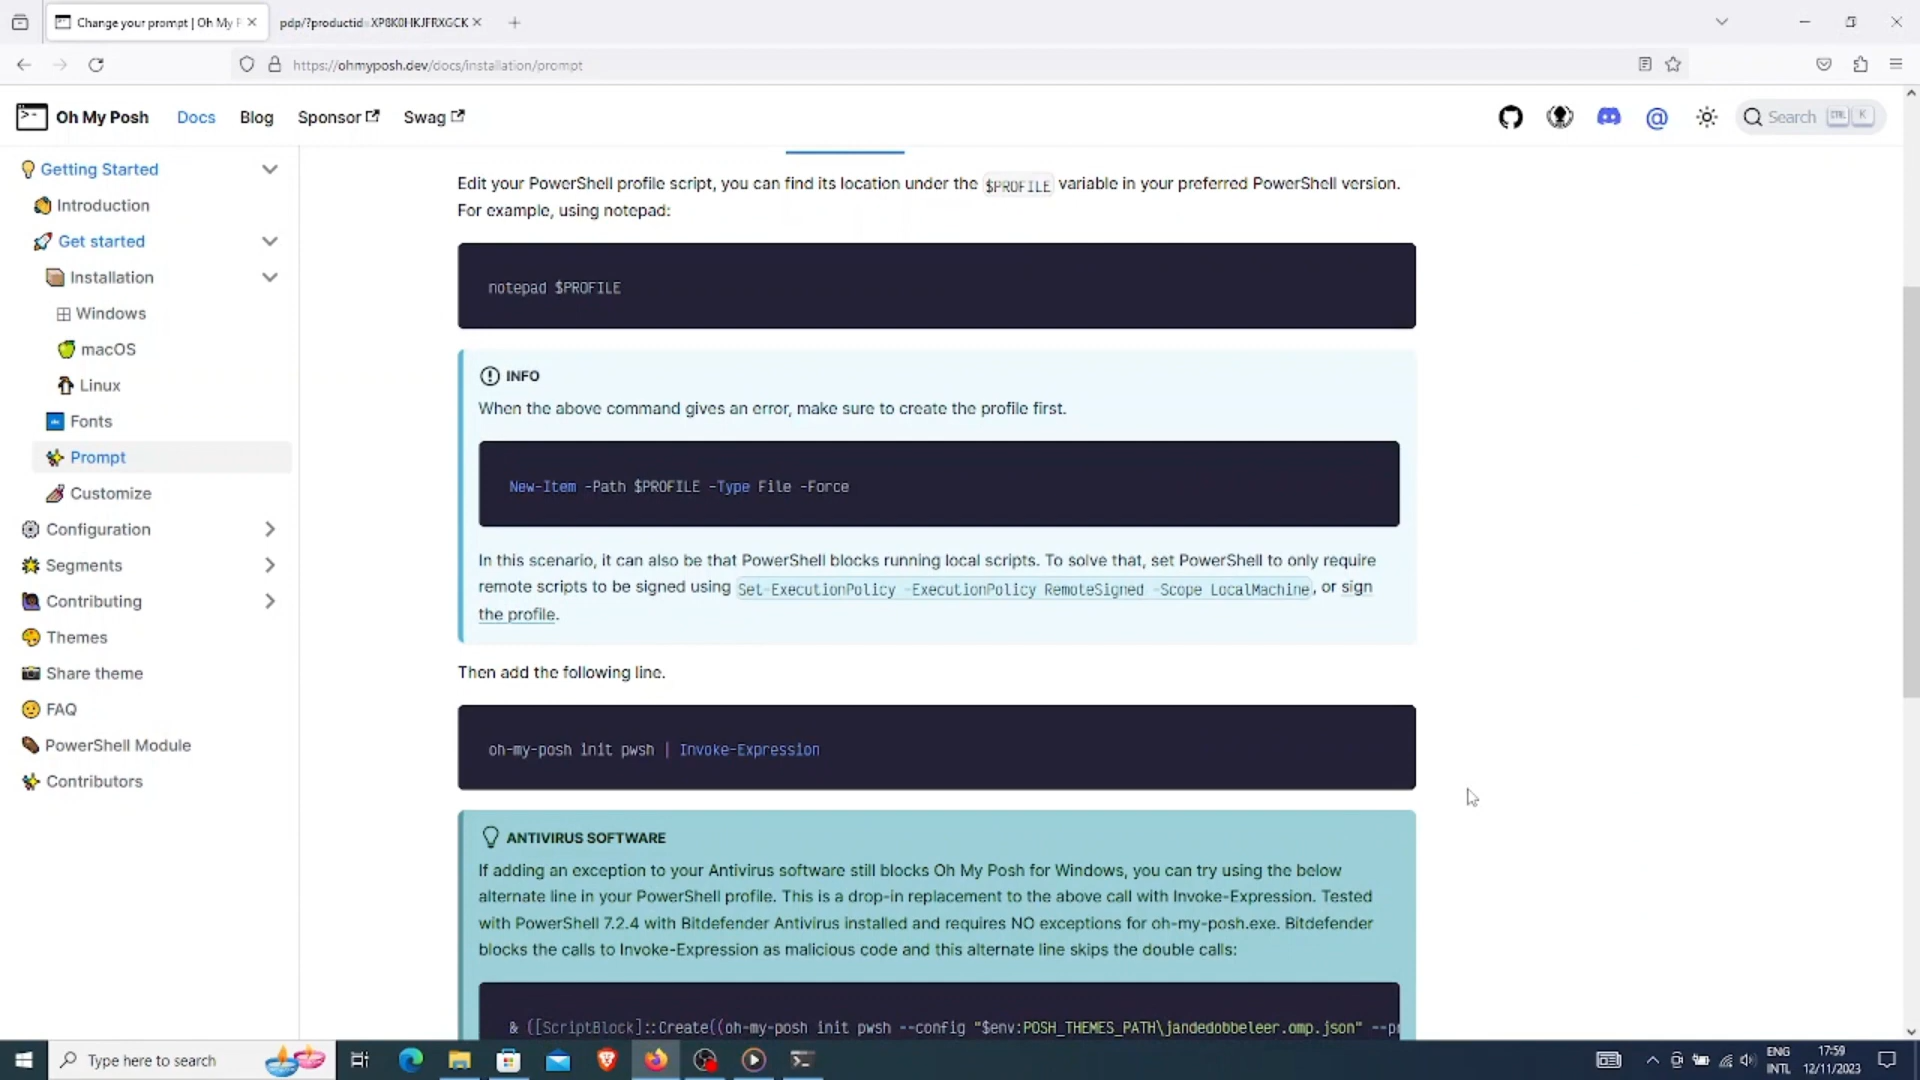 Change your prompt | Oh My P
pdp/?productid=XP8K0HKJFRXGCK
https://ohmyposh.dev/docs/installation/prompt
Oh My Posh
Docs
Blog
Sponsor
Swag
Search
CTRL
K
Getting Started
Introduction
Get started
Installation
Windows
macOS
Linux
Fonts
Prompt
Customize
Configuration
Segments
Contributing
Themes
Share theme
FAQ
PowerShell Module
Contributors
Edit your PowerShell profile script, you can find its location under the $PROFILE variable in your preferred PowerShell version.
For example, using notepad:
notepad $PROFILE
INFO
When the above command gives an error, make sure to create the profile first.
New-Item -Path $PROFILE -Type File -Force
In this scenario, it can also be that PowerShell blocks running local scripts. To solve that, set PowerShell to only require
remote scripts to be signed using Set-ExecutionPolicy -ExecutionPolicy RemoteSigned -Scope LocalMachine, or sign
the profile.
Then add the following line.
oh-my-posh init pwsh | Invoke-Expression
ANTIVIRUS SOFTWARE
If adding an exception to your Antivirus software still blocks Oh My Posh for Windows, you can try using the below
alternate line in your PowerShell profile. This is a drop-in replacement to the above call with Invoke-Expression. Tested
with PowerShell 7.2.4 with Bitdefender Antivirus installed and requires NO exceptions for oh-my-posh.exe. Bitdefender
blocks the calls to Invoke-Expression as malicious code and this alternate line skips the double calls:
& ([ScriptBlock]::Create((oh-my-posh init pwsh --config "$env:POSH_THEMES_PATH\jandedobbeleer.omp.json" --pr
Type here to search
ENG
INTL
17:59
12/11/2023